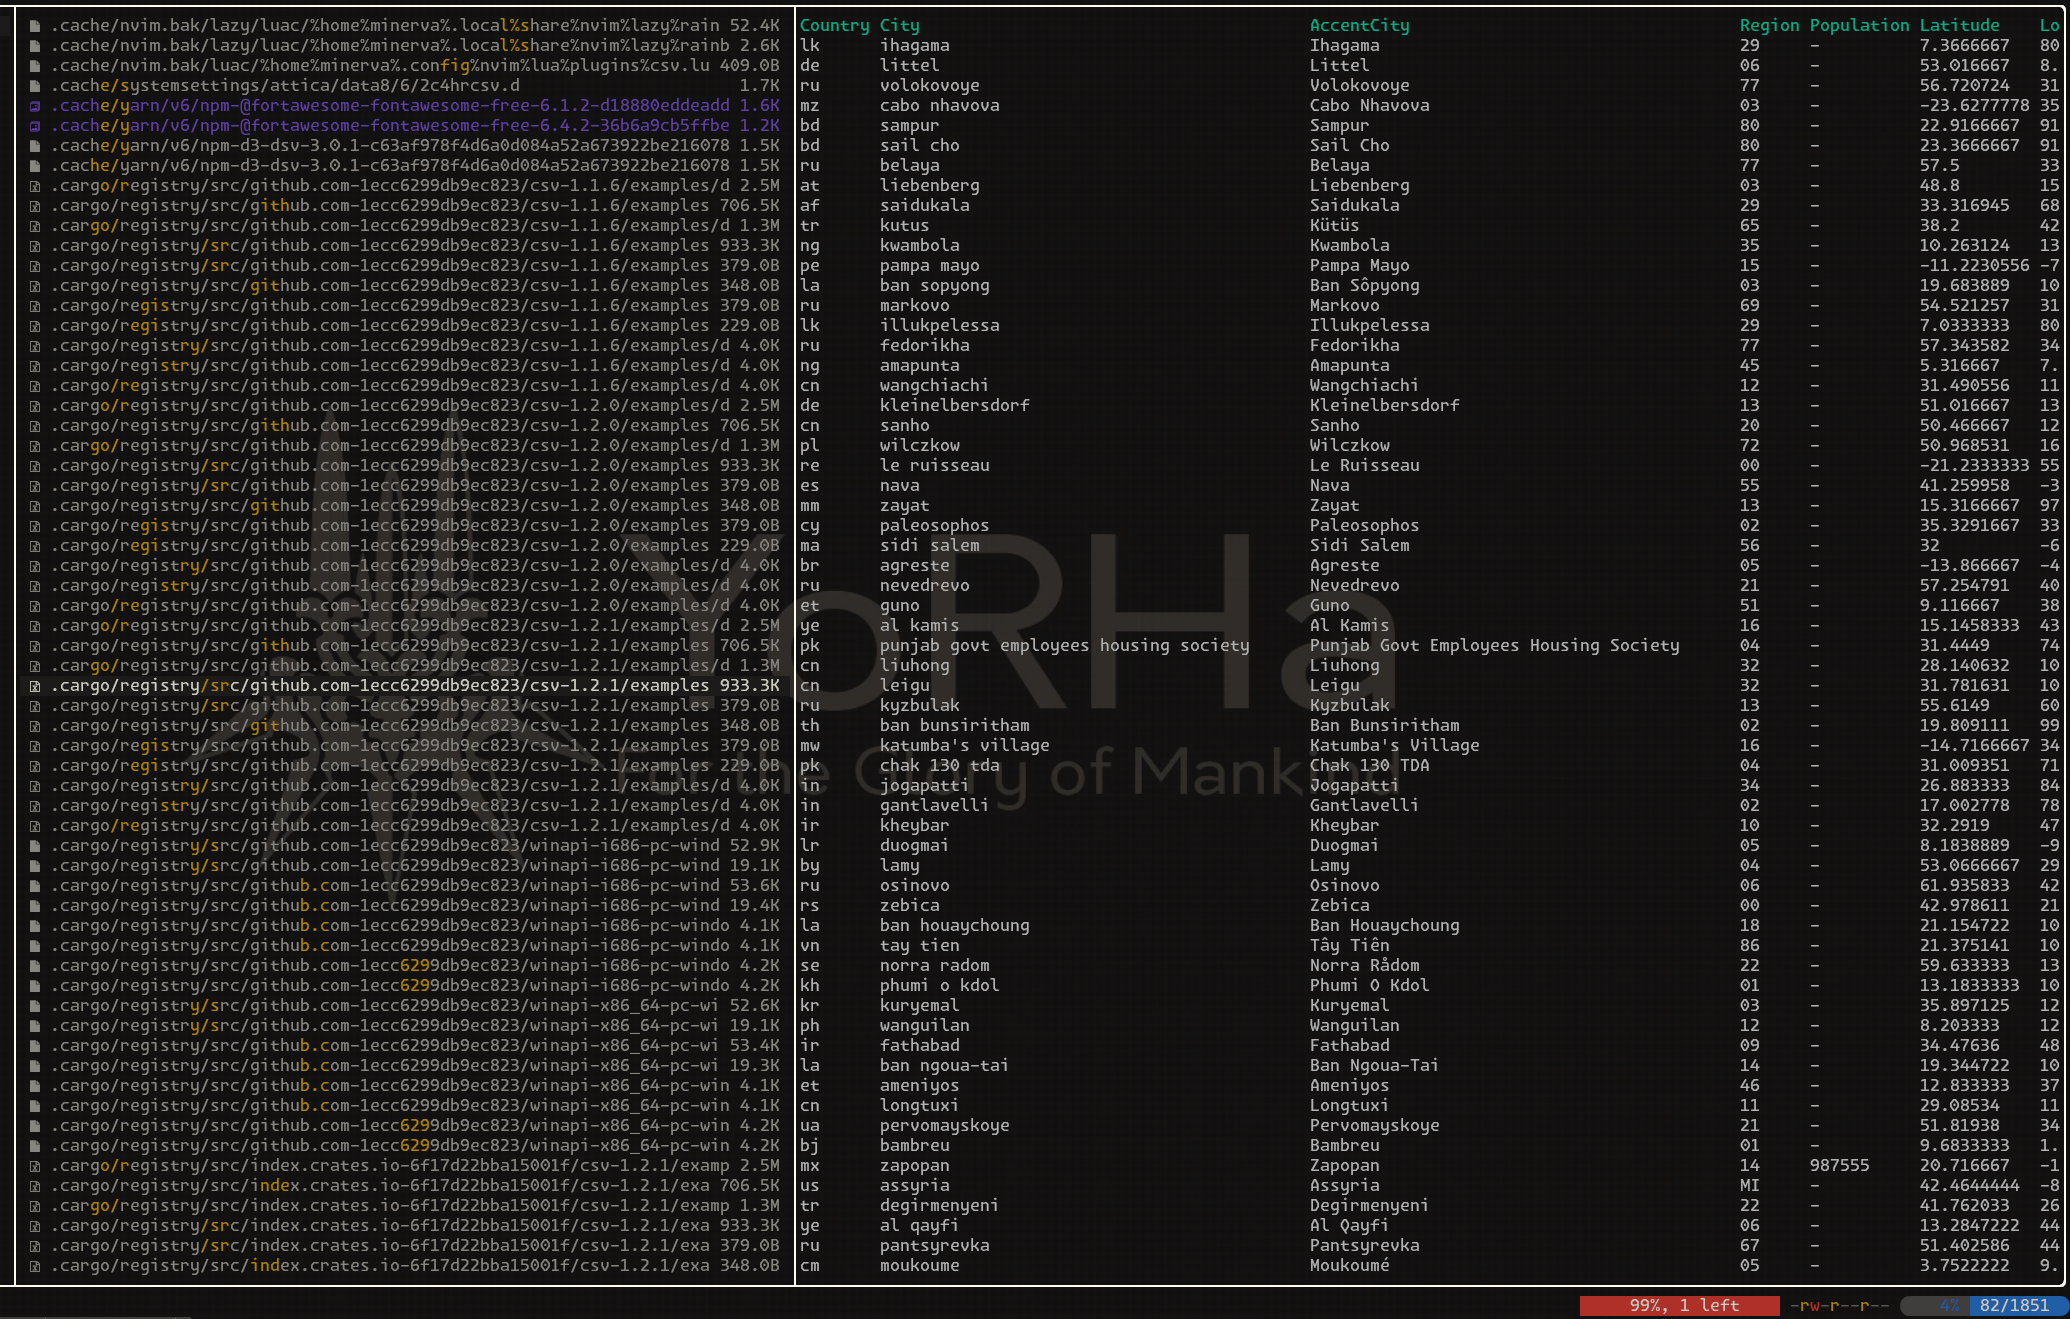 .cache/nvim.bak/lazy/luac/%home%minerva%.local%share%nvim%lazy%rain 52.4K
.cache/nvim.bak/lazy/luac/%home%minerva%.local%share%nvim%lazy%rainb 2.6K
.cache/nvim.bak/luac/%home%minerva%.config%nvim%lua%plugins%csv.lu 409.0B
.cache/systemsettings/attica/data8/6/2c4hrcsv.d 1.7K
.cache/yarn/v6/npm-@fortawesome-fontawesome-free-6.1.2-d18880eddeadd 1.6K
.cache/yarn/v6/npm-@fortawesome-fontawesome-free-6.4.2-36b6a9cb5ffbe 1.2K
.cache/yarn/v6/npm-d3-dsv-3.0.1-c63af978f4d6a0d084a52a673922be216078 1.5K
.cache/yarn/v6/npm-d3-dsv-3.0.1-c63af978f4d6a0d084a52a673922be216078 1.5K
.cargo/registry/src/github.com-1ecc6299db9ec823/csv-1.1.6/examples/d 2.5M
.cargo/registry/src/github.com-1ecc6299db9ec823/csv-1.1.6/examples 706.5K
.cargo/registry/src/github.com-1ecc6299db9ec823/csv-1.1.6/examples/d 1.3M
.cargo/registry/src/github.com-1ecc6299db9ec823/csv-1.1.6/examples 933.3K
.cargo/registry/src/github.com-1ecc6299db9ec823/csv-1.1.6/examples 379.0B
.cargo/registry/src/github.com-1ecc6299db9ec823/csv-1.1.6/examples 348.0B
.cargo/registry/src/github.com-1ecc6299db9ec823/csv-1.1.6/examples 379.0B
.cargo/registry/src/github.com-1ecc6299db9ec823/csv-1.1.6/examples 229.0B
.cargo/registry/src/github.com-1ecc6299db9ec823/csv-1.1.6/examples/d 4.0K
.cargo/registry/src/github.com-1ecc6299db9ec823/csv-1.1.6/examples/d 4.0K
.cargo/registry/src/github.com-1ecc6299db9ec823/csv-1.1.6/examples/d 4.0K
.cargo/registry/src/github.com-1ecc6299db9ec823/csv-1.2.0/examples/d 2.5M
.cargo/registry/src/github.com-1ecc6299db9ec823/csv-1.2.0/examples 706.5K
.cargo/registry/src/github.com-1ecc6299db9ec823/csv-1.2.0/examples/d 1.3M
.cargo/registry/src/github.com-1ecc6299db9ec823/csv-1.2.0/examples 933.3K
.cargo/registry/src/github.com-1ecc6299db9ec823/csv-1.2.0/examples 379.0B
.cargo/registry/src/github.com-1ecc6299db9ec823/csv-1.2.0/examples 348.0B
.cargo/registry/src/github.com-1ecc6299db9ec823/csv-1.2.0/examples 379.0B
.cargo/registry/src/github.com-1ecc6299db9ec823/csv-1.2.0/examples 229.0B
.cargo/registry/src/github.com-1ecc6299db9ec823/csv-1.2.0/examples/d 4.0K
.cargo/registry/src/github.com-1ecc6299db9ec823/csv-1.2.0/examples/d 4.0K
.cargo/registry/src/github.com-1ecc6299db9ec823/csv-1.2.0/examples/d 4.0K
.cargo/registry/src/github.com-1ecc6299db9ec823/csv-1.2.1/examples/d 2.5M
.cargo/registry/src/github.com-1ecc6299db9ec823/csv-1.2.1/examples 706.5K
.cargo/registry/src/github.com-1ecc6299db9ec823/csv-1.2.1/examples/d 1.3M
.cargo/registry/src/github.com-1ecc6299db9ec823/csv-1.2.1/examples 933.3K
.cargo/registry/src/github.com-1ecc6299db9ec823/csv-1.2.1/examples 379.0B
.cargo/registry/src/github.com-1ecc6299db9ec823/csv-1.2.1/examples 348.0B
.cargo/registry/src/github.com-1ecc6299db9ec823/csv-1.2.1/examples 379.0B
.cargo/registry/src/github.com-1ecc6299db9ec823/csv-1.2.1/examples 229.0B
.cargo/registry/src/github.com-1ecc6299db9ec823/csv-1.2.1/examples/d 4.0K
.cargo/registry/src/github.com-1ecc6299db9ec823/csv-1.2.1/examples/d 4.0K
.cargo/registry/src/github.com-1ecc6299db9ec823/csv-1.2.1/examples/d 4.0K
.cargo/registry/src/github.com-1ecc6299db9ec823/winapi-i686-pc-wind 52.9K
.cargo/registry/src/github.com-1ecc6299db9ec823/winapi-i686-pc-wind 19.1K
.cargo/registry/src/github.com-1ecc6299db9ec823/winapi-i686-pc-wind 53.6K
.cargo/registry/src/github.com-1ecc6299db9ec823/winapi-i686-pc-wind 19.4K
.cargo/registry/src/github.com-1ecc6299db9ec823/winapi-i686-pc-windo 4.1K
.cargo/registry/src/github.com-1ecc6299db9ec823/winapi-i686-pc-windo 4.1K
.cargo/registry/src/github.com-1ecc6299db9ec823/winapi-i686-pc-windo 4.2K
.cargo/registry/src/github.com-1ecc6299db9ec823/winapi-i686-pc-windo 4.2K
.cargo/registry/src/github.com-1ecc6299db9ec823/winapi-x86_64-pc-wi 52.6K
.cargo/registry/src/github.com-1ecc6299db9ec823/winapi-x86_64-pc-wi 19.1K
.cargo/registry/src/github.com-1ecc6299db9ec823/winapi-x86_64-pc-wi 53.4K
.cargo/registry/src/github.com-1ecc6299db9ec823/winapi-x86_64-pc-wi 19.3K
.cargo/registry/src/github.com-1ecc6299db9ec823/winapi-x86_64-pc-win 4.1K
.cargo/registry/src/github.com-1ecc6299db9ec823/winapi-x86_64-pc-win 4.1K
.cargo/registry/src/github.com-1ecc6299db9ec823/winapi-x86_64-pc-win 4.2K
.cargo/registry/src/github.com-1ecc6299db9ec823/winapi-x86_64-pc-win 4.2K
.cargo/registry/src/index.crates.io-6f17d22bba15001f/csv-1.2.1/examp 2.5M
.cargo/registry/src/index.crates.io-6f17d22bba15001f/csv-1.2.1/exa 706.5K
.cargo/registry/src/index.crates.io-6f17d22bba15001f/csv-1.2.1/examp 1.3M
.cargo/registry/src/index.crates.io-6f17d22bba15001f/csv-1.2.1/exa 933.3K
.cargo/registry/src/index.crates.io-6f17d22bba15001f/csv-1.2.1/exa 379.0B
.cargo/registry/src/index.crates.io-6f17d22bba15001f/csv-1.2.1/exa 348.0B
Country City AccentCity Region Population Latitude Lo
lk ihagama Ihagama 29 - 7.3666667 80
de littel Littel 06 - 53.016667 8.
ru volokovoye Volokovoye 77 - 56.720724 31
mz cabo nhavova Cabo Nhavova 03 - -23.6277778 35
bd sampur Sampur 80 - 22.9166667 91
bd sail cho Sail Cho 80 - 23.3666667 91
ru belaya Belaya 77 - 57.5 33
at liebenberg Liebenberg 03 - 48.8 15
af saidukala Saidukala 29 - 33.316945 68
tr kutus Kütüs 65 - 38.2 42
ng kwambola Kwambola 35 - 10.263124 13
pe pampa mayo Pampa Mayo 15 - -11.2230556 -7
la ban sopyong Ban Sôpyong 03 - 19.683889 10
ru markovo Markovo 69 - 54.521257 31
lk illukpelessa Illukpelessa 29 - 7.0333333 80
ru fedorikha Fedorikha 77 - 57.343582 34
ng amapunta Amapunta 45 - 5.316667 7.
cn wangchiachi Wangchiachi 12 - 31.490556 11
de kleinelbersdorf Kleinelbersdorf 13 - 51.016667 13
cn sanho Sanho 20 - 50.466667 12
pl wilczkow Wilczkow 72 - 50.968531 16
re le ruisseau Le Ruisseau 00 - -21.2333333 55
es nava Nava 55 - 41.259958 -3
mm zayat Zayat 13 - 15.3166667 97
cy paleosophos Paleosophos 02 - 35.3291667 33
ma sidi salem Sidi Salem 56 - 32 -6
br agreste Agreste 05 - -13.866667 -4
ru nevedrevo Nevedrevo 21 - 57.254791 40
et guno Guno 51 - 9.116667 38
ye al kamis Al Kamis 16 - 15.1458333 43
pk punjab govt employees housing society Punjab Govt Employees Housing Society 04 - 31.4449 74
cn liuhong Liuhong 32 - 28.140632 10
cn leigu Leigu 32 - 31.781631 10
ru kyzbulak Kyzbulak 13 - 55.6149 60
th ban bunsiritham Ban Bunsiritham 02 - 19.809111 99
mw katumba's village Katumba's Village 16 - -14.7166667 34
pk chak 130 tda Chak 130 TDA 04 - 31.009351 71
in jogapatti Jogapatti 34 - 26.883333 84
in gantlavelli Gantlavelli 02 - 17.002778 78
ir kheybar Kheybar 10 - 32.2919 47
lr duogmai Duogmai 05 - 8.1838889 -9
by lamy Lamy 04 - 53.0666667 29
ru osinovo Osinovo 06 - 61.935833 42
rs zebica Zebica 00 - 42.978611 21
la ban houaychoung Ban Houaychoung 18 - 21.154722 10
vn tay tien Tây Tiên 86 - 21.375141 10
se norra radom Norra Rådom 22 - 59.633333 13
kh phumi o kdol Phumi O Kdol 01 - 13.1833333 10
kr kuryemal Kuryemal 03 - 35.897125 12
ph wanguilan Wanguilan 12 - 8.203333 12
ir fathabad Fathabad 09 - 34.47636 48
la ban ngoua-tai Ban Ngoua-Tai 14 - 19.344722 10
et ameniyos Ameniyos 46 - 12.833333 37
cn longtuxi Longtuxi 11 - 29.08534 11
ua pervomayskoye Pervomayskoye 21 - 51.81938 34
bj bambreu Bambreu 01 - 9.6833333 1.
mx zapopan Zapopan 14 987555 20.716667 -1
us assyria Assyria MI - 42.4644444 -8
tr degirmenyeni Degirmenyeni 22 - 41.762033 26
ye al qayfi Al Qayfi 06 - 13.2847222 44
ru pantsyrevka Pantsyrevka 67 - 51.402586 44
cm moukoume Moukoumé 05 - 3.7522222 9.
YoRHa
For the Glory of Mankind
99%, 1 left -rw-r--r-- 4% 82/1851